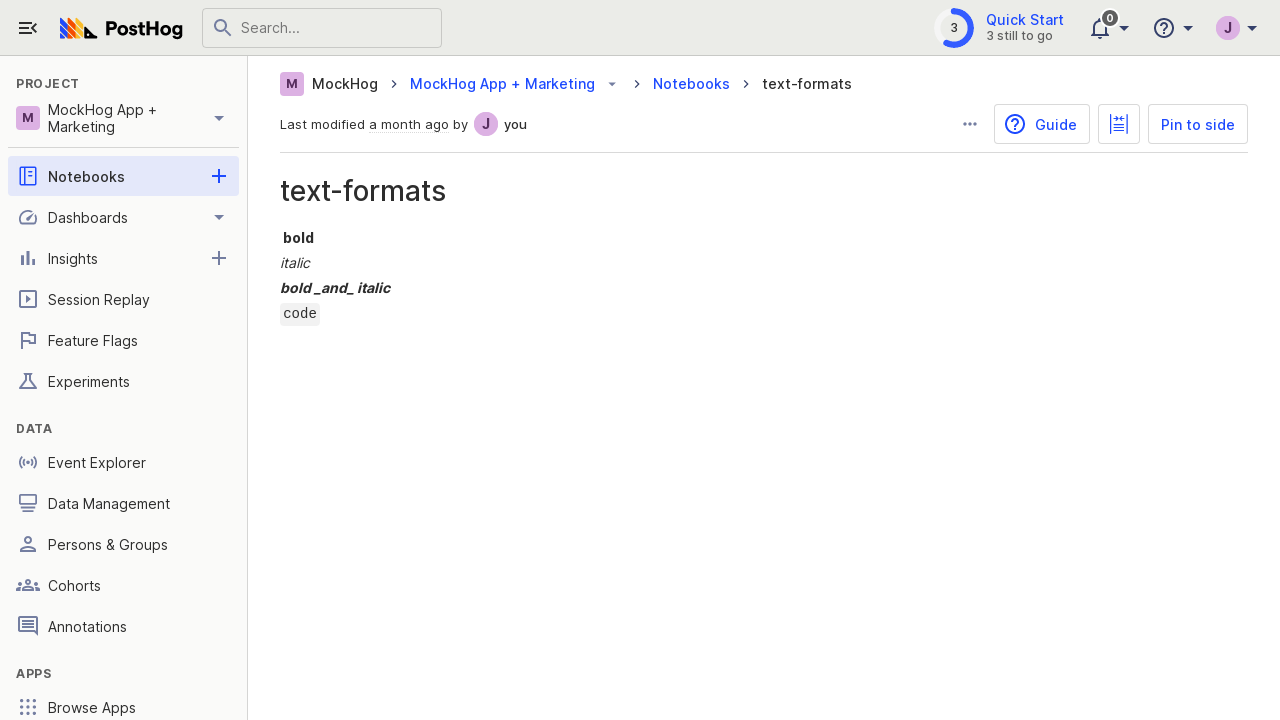 PostHog
Search...
3
Quick Start
3 still to go
0
J
PROJECT
M
MockHog App +
Marketing
Notebooks
Dashboards
Insights
Session Replay
Feature Flags
Experiments
DATA
Event Explorer
Data Management
Persons & Groups
Cohorts
Annotations
APPS
Browse Apps
M MockHog MockHog App + Marketing Notebooks text-formats
Last modified a month ago by J you
Guide
Pin to side
text-formats
bold
italic
bold _and_ italic
code